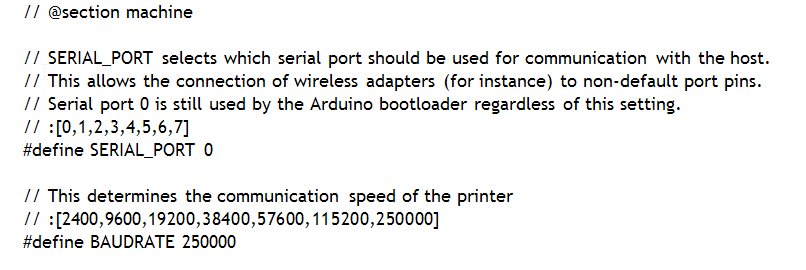 // @section machine
// SERIAL_PORT selects which serial port should be used for communication with the host.
// This allows the connection of wireless adapters (for instance) to non-default port pins.
// Serial port 0 is still used by the Arduino bootloader regardless of this setting.
// :[0,1,2,3,4,5,6,7]
#define SERIAL_PORT 0
// This determines the communication speed of the printer
// :[2400,9600,19200,38400,57600,115200,250000]
#define BAUDRATE 250000